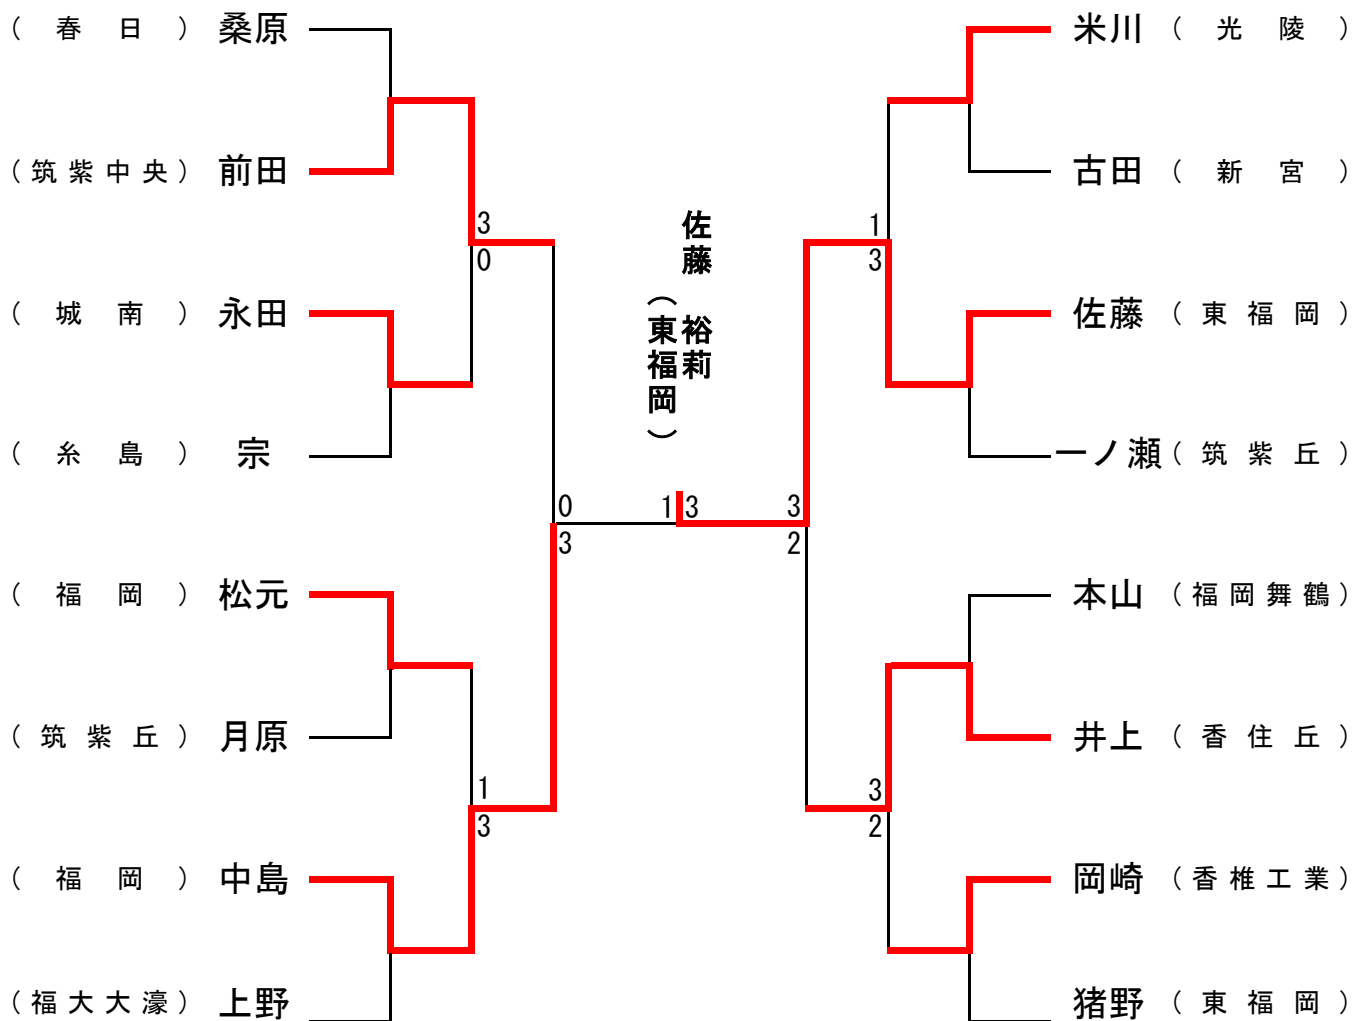 （春日）桑原
（筑紫中央）前田
3
0
（城南）永田
（糸島）宗
0
3
（福岡）松元
（筑紫丘）月原
1
3
（福岡）中島
（福大大濠）上野
佐藤 裕莉
（東福岡）
1 3
米川（光陵）
古田（新宮）
1
3
佐藤（東福岡）
一ノ瀬（筑紫丘）
3
2
本山（福岡舞鶴）
井上（香住丘）
3
2
岡崎（香椎工業）
猪野（東福岡）